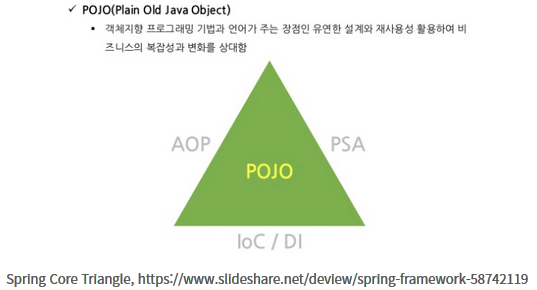 ✓ POJO(Plain Old Java Object)
▪ 객체지향 프로그래밍 기법과 언어가 주는 장점인 유연한 설계와 재사용성 활용하여 비
즈니스의 복잡성과 변화를 상대함
AOP
PSA
POJO
IoC / DI
Spring Core Triangle, https://www.slideshare.net/deview/spring-framework-58742119